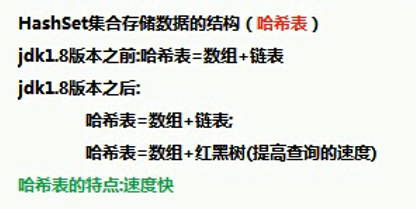 HashSet集合存储数据的结构（哈希表）
jdk1.8版本之前:哈希表=数组+链表
jdk1.8版本之后:
哈希表=数组+链表;
哈希表=数组+红黑树(提高查询的速度)
哈希表的特点:速度快